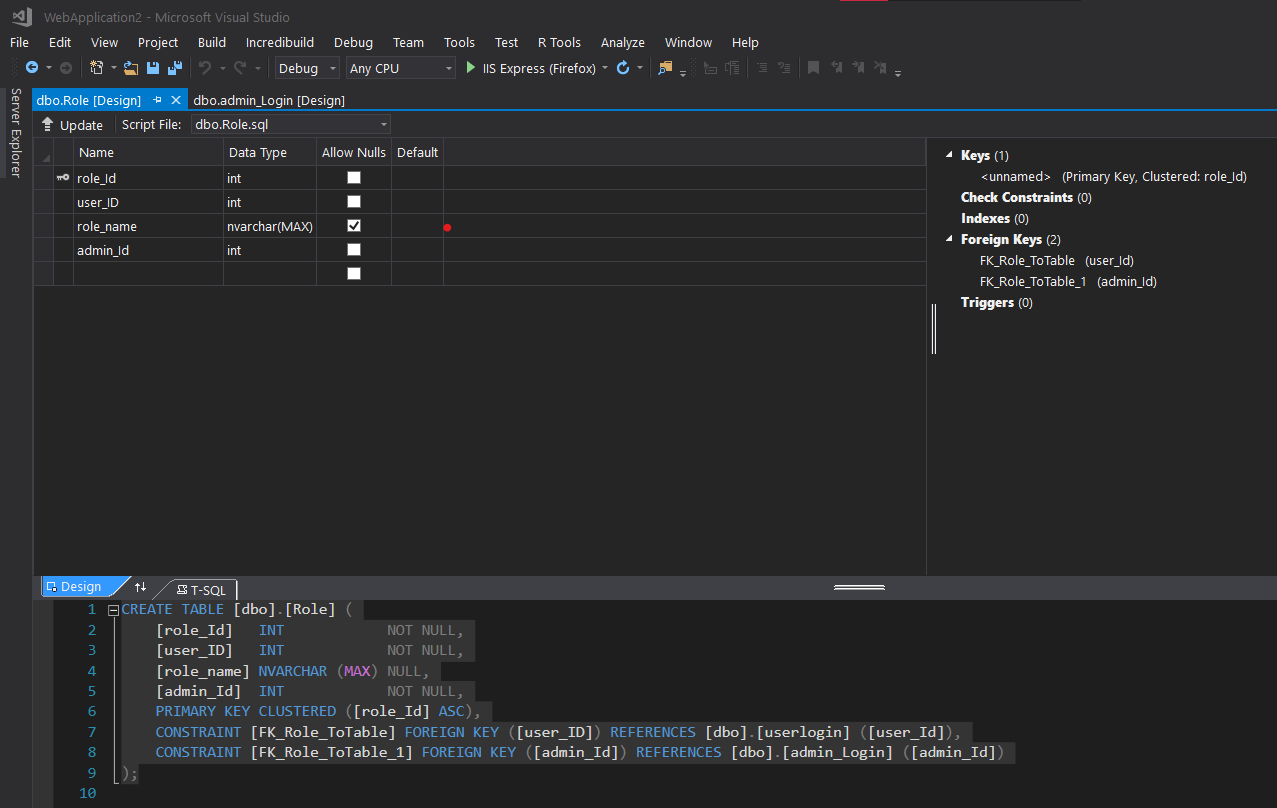 WebApplication2 - Microsoft Visual Studio
File Edit View Project Build Incredibuild Debug Team Tools Test R Tools Analyze Window Help
Debug Any CPU IIS Express (Firefox)
Server Explorer
dbo.Role [Design] dbo.admin_Login [Design]
Update Script File: dbo.Role.sql
Name Data Type Allow Nulls Default
role_Id int
user_ID int
role_name nvarchar(MAX)
admin_Id int
Keys (1)
<unnamed> (Primary Key, Clustered: role_Id)
Check Constraints (0)
Indexes (0)
Foreign Keys (2)
FK_Role_ToTable (user_Id)
FK_Role_ToTable_1 (admin_Id)
Triggers (0)
Design T-SQL
1 CREATE TABLE [dbo].[Role] (
2 [role_Id] INT NOT NULL,
3 [user_ID] INT NOT NULL,
4 [role_name] NVARCHAR (MAX) NULL,
5 [admin_Id] INT NOT NULL,
6 PRIMARY KEY CLUSTERED ([role_Id] ASC),
7 CONSTRAINT [FK_Role_ToTable] FOREIGN KEY ([user_ID]) REFERENCES [dbo].[userlogin] ([user_Id]),
8 CONSTRAINT [FK_Role_ToTable_1] FOREIGN KEY ([admin_Id]) REFERENCES [dbo].[admin_Login] ([admin_Id])
9 );
10